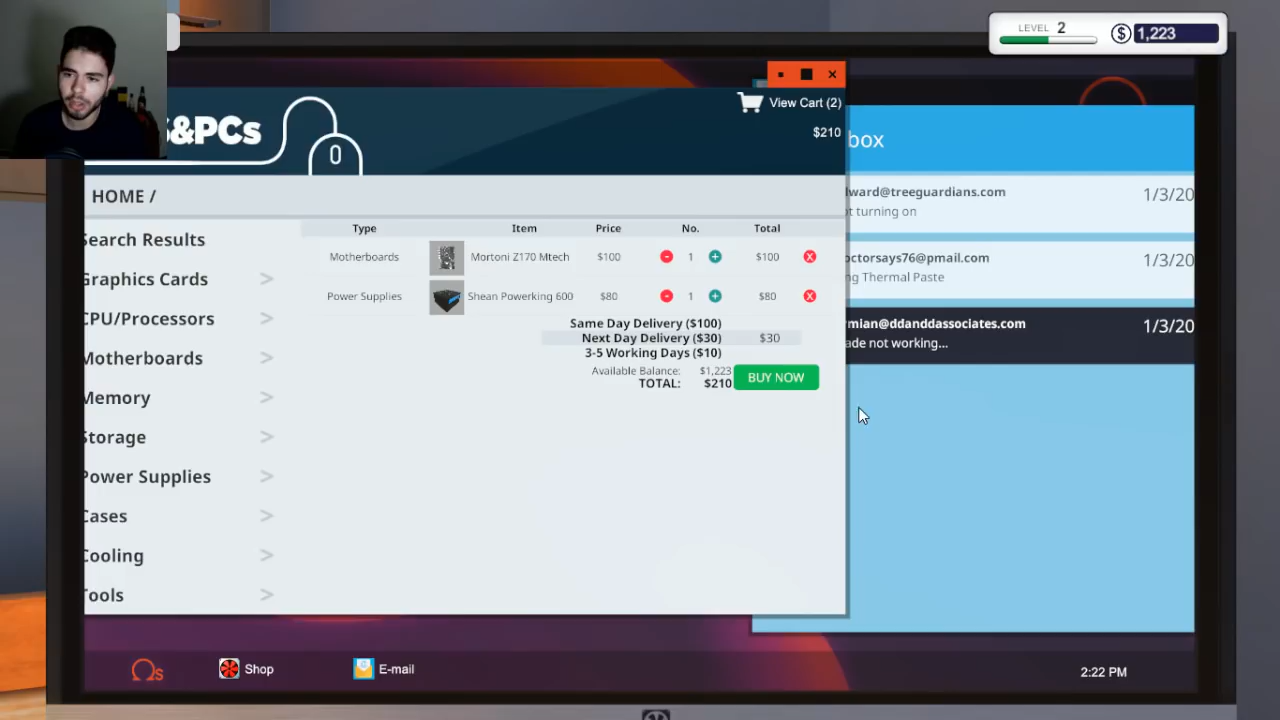 LEVEL 2
$ 1,223
&PCs
View Cart (2)
$210
box
HOME /
Search Results
Graphics Cards >
CPU/Processors >
Motherboards >
Memory >
Storage >
Power Supplies >
Cases >
Cooling >
Tools >
Type Item Price No. Total
Motherboards Mortoni Z170 Mtech $100 - 1 + $100 X
Power Supplies Shean Powerking 600 $80 - 1 + $80 X
Same Day Delivery ($100)
Next Day Delivery ($30) $30
3-5 Working Days ($10)
Available Balance: $1,223
TOTAL: $210
BUY NOW
dward@treeguardians.com 1/3/20
ot turning on
octorsays76@pmail.com 1/3/20
ng Thermal Paste
mian@ddanddassociates.com 1/3/20
ade not working...
Ωs
Shop
E-mail
2:22 PM